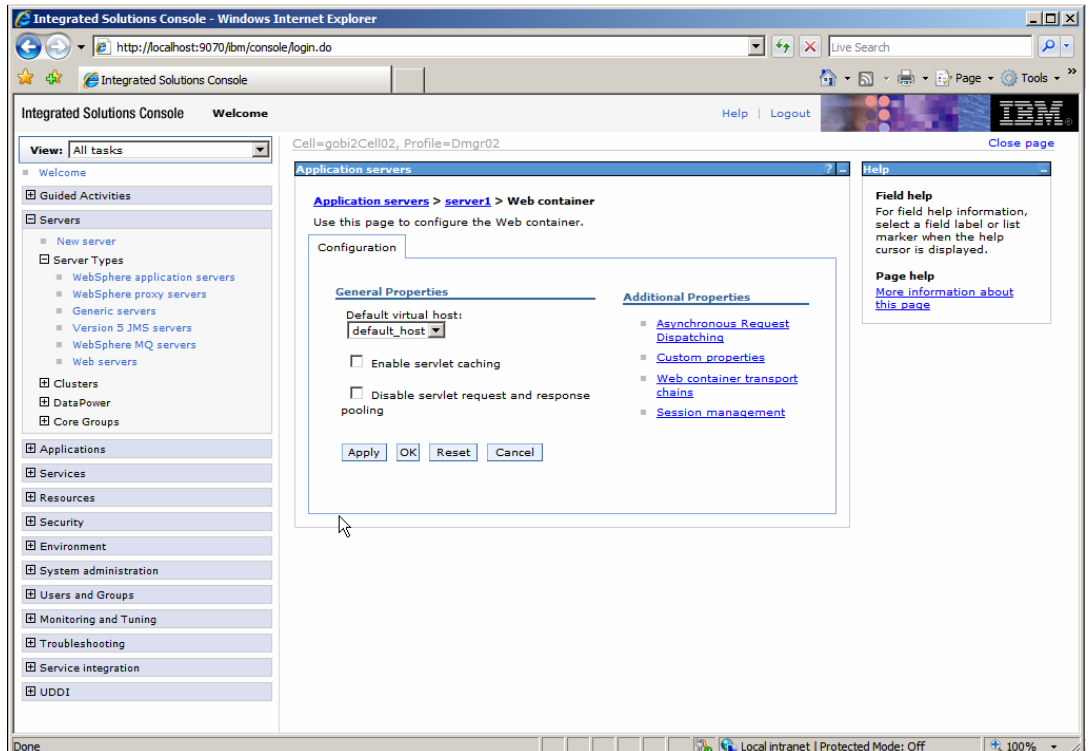 Integrated Solutions Console - Windows Internet Explorer
http://localhost:9070/ibm/console/login.do
Live Search
Integrated Solutions Console
Page
Tools
»
Integrated Solutions Console Welcome
Help | Logout
IBM®
View: All tasks
Welcome
Guided Activities
Servers
New server
Server Types
WebSphere application servers
WebSphere proxy servers
Generic servers
Version 5 JMS servers
WebSphere MQ servers
Web servers
Clusters
DataPower
Core Groups
Applications
Services
Resources
Security
Environment
System administration
Users and Groups
Monitoring and Tuning
Troubleshooting
Service integration
UDDI
Cell=gobi2Cell02, Profile=Dmgr02
Close page
Application servers
?
Application servers > server1 > Web container
Use this page to configure the Web container.
Configuration
General Properties
Default virtual host:
default_host
Enable servlet caching
Disable servlet request and response
pooling
Apply OK Reset Cancel
Additional Properties
Asynchronous Request
Dispatching
Custom properties
Web container transport
chains
Session management
Help
Field help
For field help information,
select a field label or list
marker when the help
cursor is displayed.
Page help
More information about
this page
Done
Local intranet | Protected Mode: Off
100%